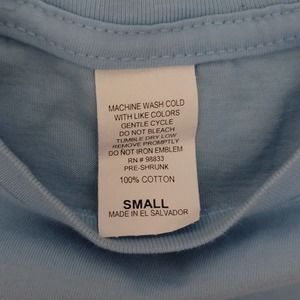 MACHINE WASH COLD
WITH LIKE COLORS
GENTLE CYCLE
DO NOT BLEACH
TUMBLE DRY LOW
REMOVE PROMPTLY
DO NOT IRON EMBLEM
RN # 98833
PRE-SHRUNK
100% COTTON
SMALL
MADE IN EL SALVADOR